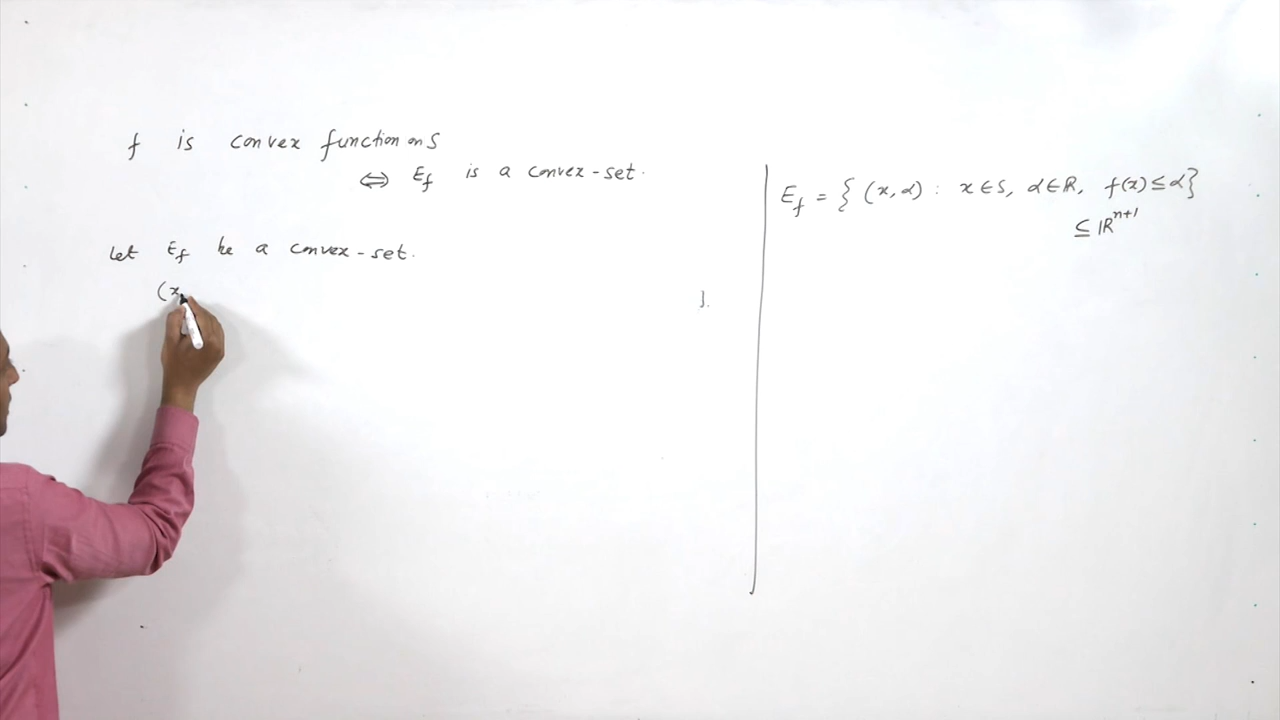 f is convex function on S
⇔ E_f is a convex-set.
Let E_f be a convex-set.
(x
}.
E_f = { (x, α) : x ∈ S, α ∈ ℝ, f(x) ≤ α}
⊆ ℝ^{n+1}